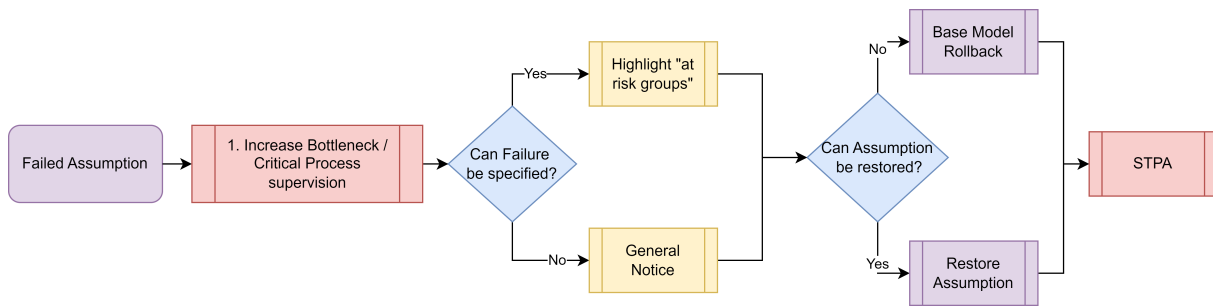 Failed Assumption
1. Increase Bottleneck /
Critical Process
supervision
Can Failure
be specified?
Yes
Highlight "at
risk groups"
No
General
Notice
Can Assumption
be restored?
No
Base Model
Rollback
Yes
Restore
Assumption
STPA